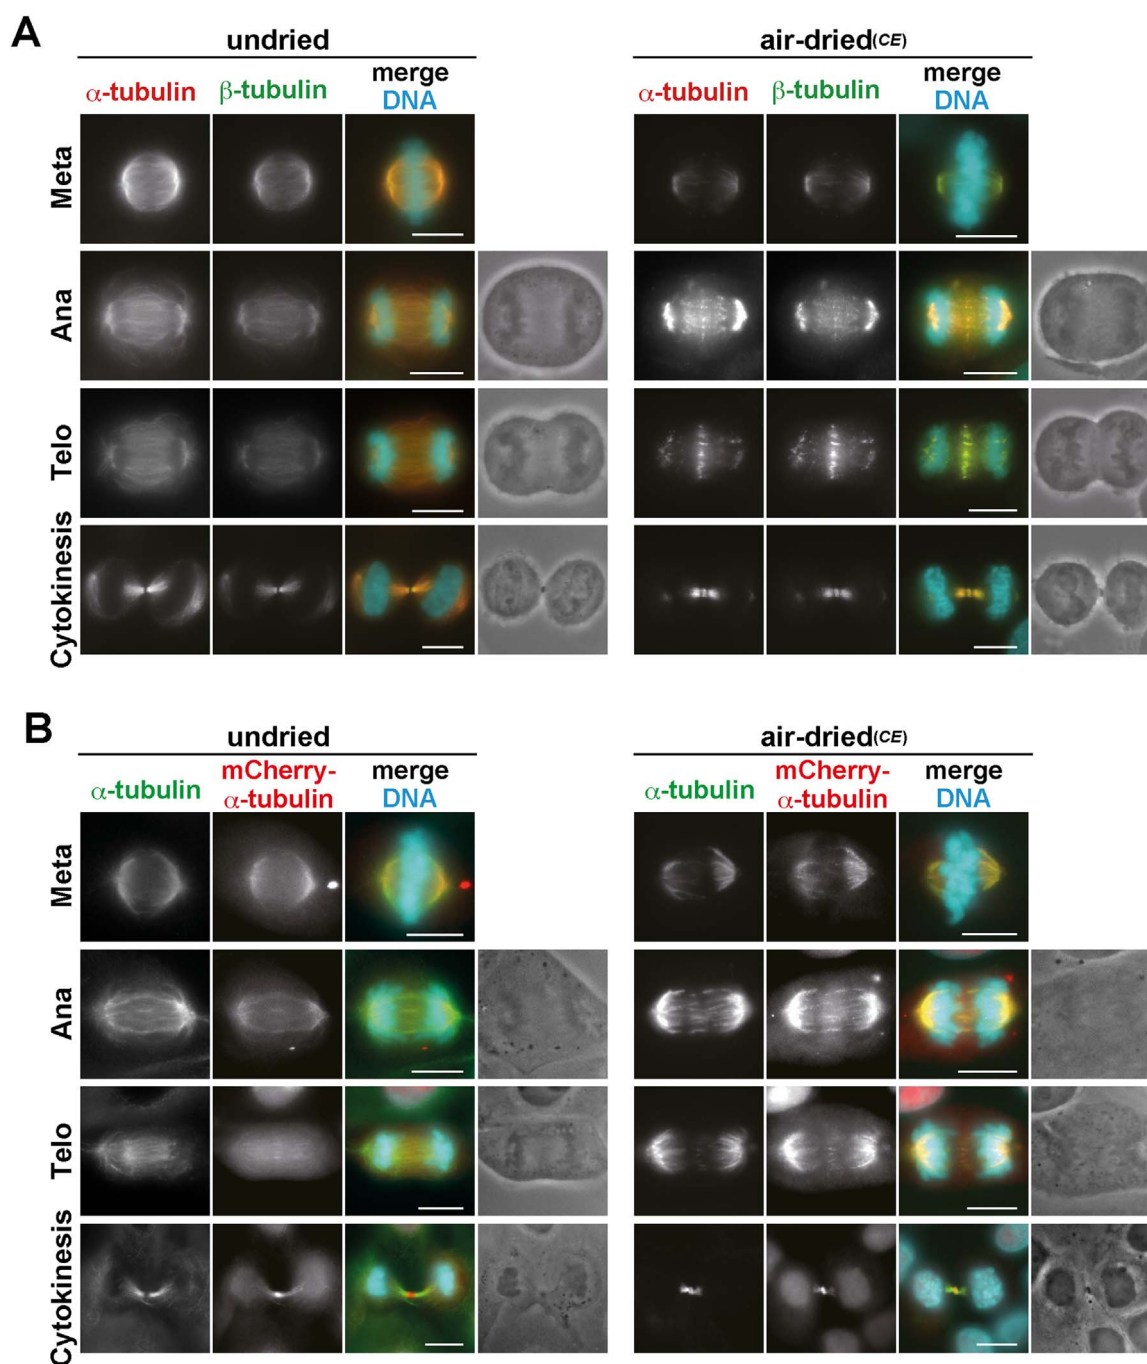 A
undried
air-dried(CE)
α-tubulin β-tubulin merge DNA
α-tubulin β-tubulin merge DNA
Meta
Ana
Telo
Cytokinesis
B
undried
air-dried(CE)
α-tubulin mCherry-α-tubulin merge DNA
α-tubulin mCherry-α-tubulin merge DNA
Meta
Ana
Telo
Cytokinesis